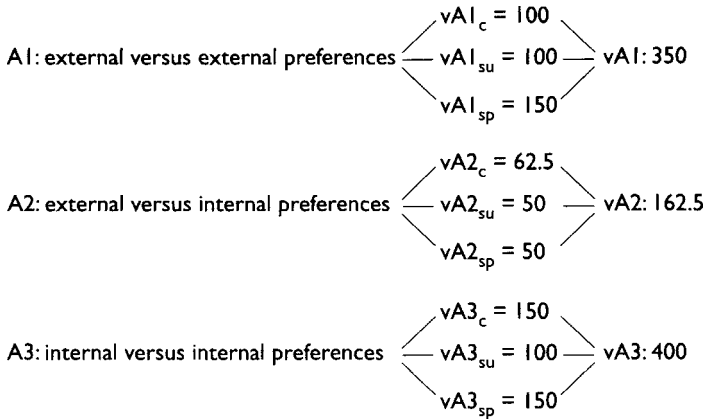 vA1c = 100
A1: external versus external preferences vA1su = 100 vA1: 350
vA1sp = 150
vA2c = 62.5
A2: external versus internal preferences vA2su = 50 vA2: 162.5
vA2sp = 50
vA3c = 150
A3: internal versus internal preferences vA3su = 100 vA3: 400
vA3sp = 150